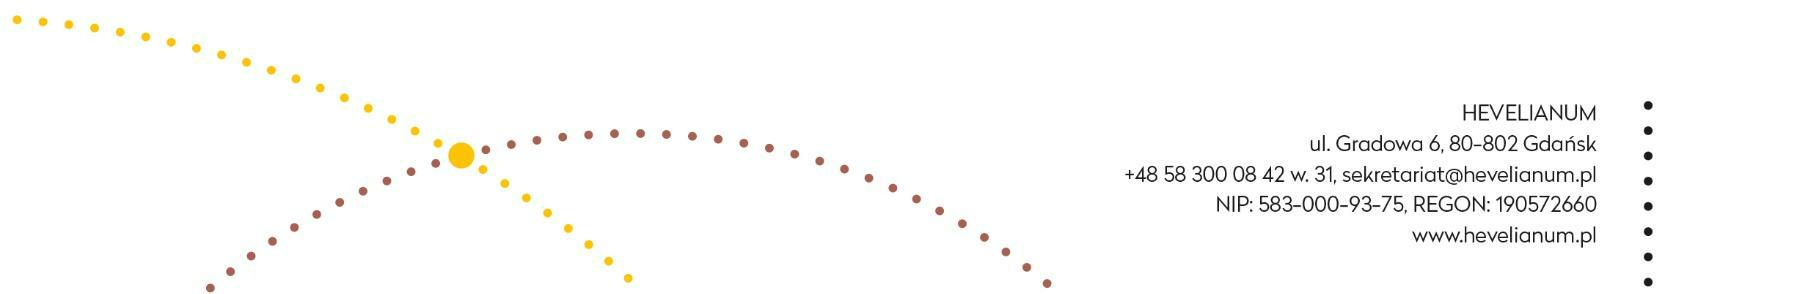 HEVELIANUM
ul. Gradowa 6, 80-802 Gdańsk
+48 58 300 08 42 w. 31, sekretariat@hevelianum.pl
NIP: 583-000-93-75, REGON: 190572660
www.hevelianum.pl